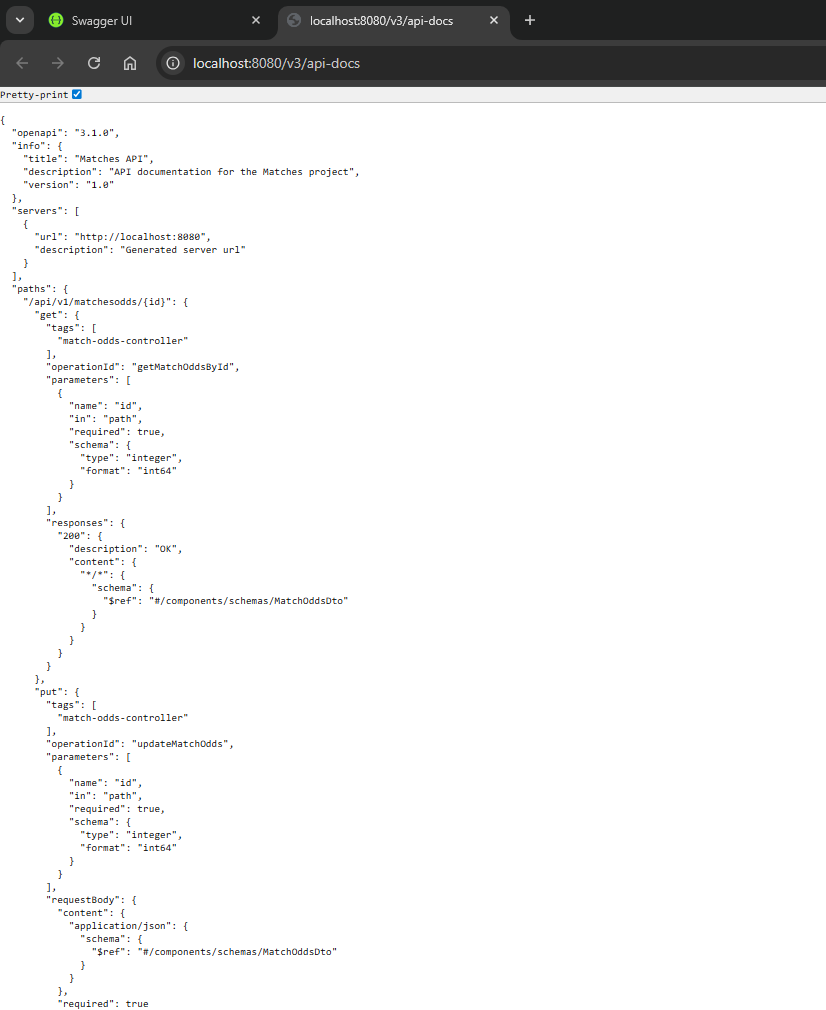 Swagger UI
localhost:8080/v3/api-docs
localhost:8080/v3/api-docs
Pretty-print
{
  "openapi": "3.1.0",
  "info": {
    "title": "Matches API",
    "description": "API documentation for the Matches project",
    "version": "1.0"
  },
  "servers": [
    {
      "url": "http://localhost:8080",
      "description": "Generated server url"
    }
  ],
  "paths": {
    "/api/v1/matchesodds/{id}": {
      "get": {
        "tags": [
          "match-odds-controller"
        ],
        "operationId": "getMatchOddsById",
        "parameters": [
          {
            "name": "id",
            "in": "path",
            "required": true,
            "schema": {
              "type": "integer",
              "format": "int64"
            }
          }
        ],
        "responses": {
          "200": {
            "description": "OK",
            "content": {
              "*/*": {
                "schema": {
                  "$ref": "#/components/schemas/MatchOddsDto"
                }
              }
            }
          }
        }
      },
      "put": {
        "tags": [
          "match-odds-controller"
        ],
        "operationId": "updateMatchOdds",
        "parameters": [
          {
            "name": "id",
            "in": "path",
            "required": true,
            "schema": {
              "type": "integer",
              "format": "int64"
            }
          }
        ],
        "requestBody": {
          "content": {
            "application/json": {
              "schema": {
                "$ref": "#/components/schemas/MatchOddsDto"
              }
            }
          },
          "required": true